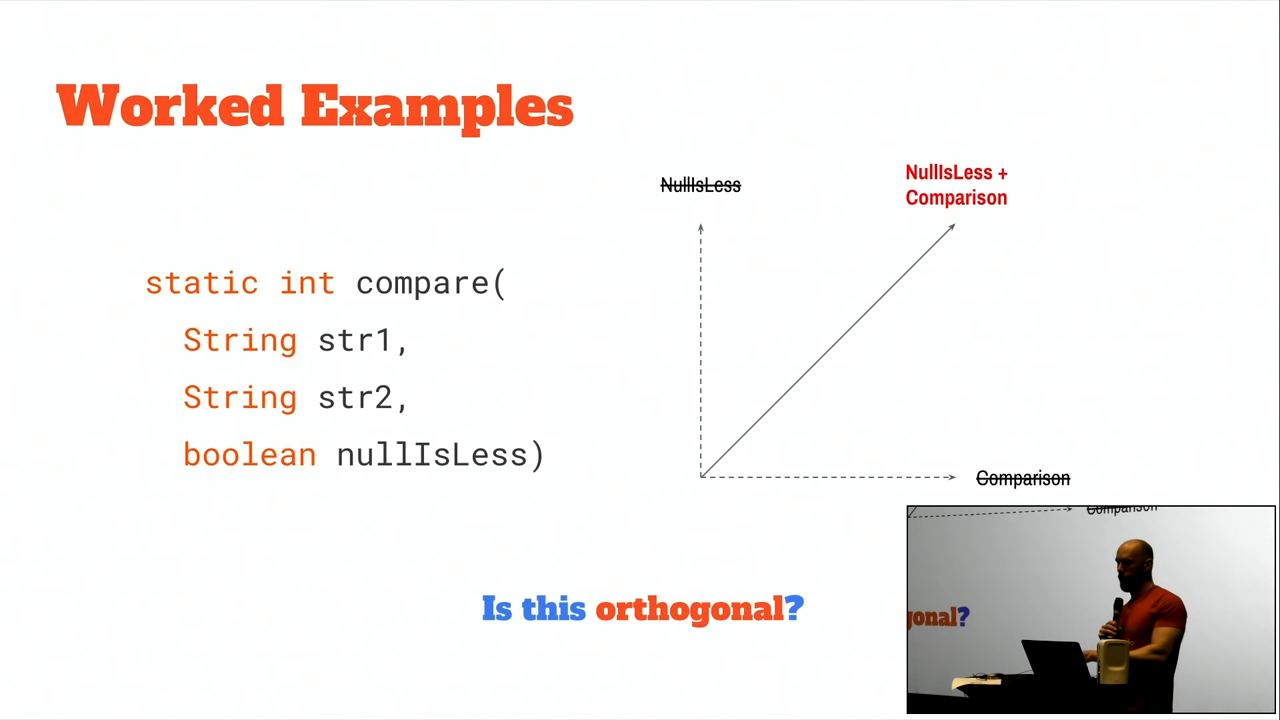 Worked Examples
NullIsLess
NullIsLess +
Comparison
static int compare(
String str1,
String str2,
boolean nullIsLess)
Comparison
Is this orthogonal?
Comparison
gonal?